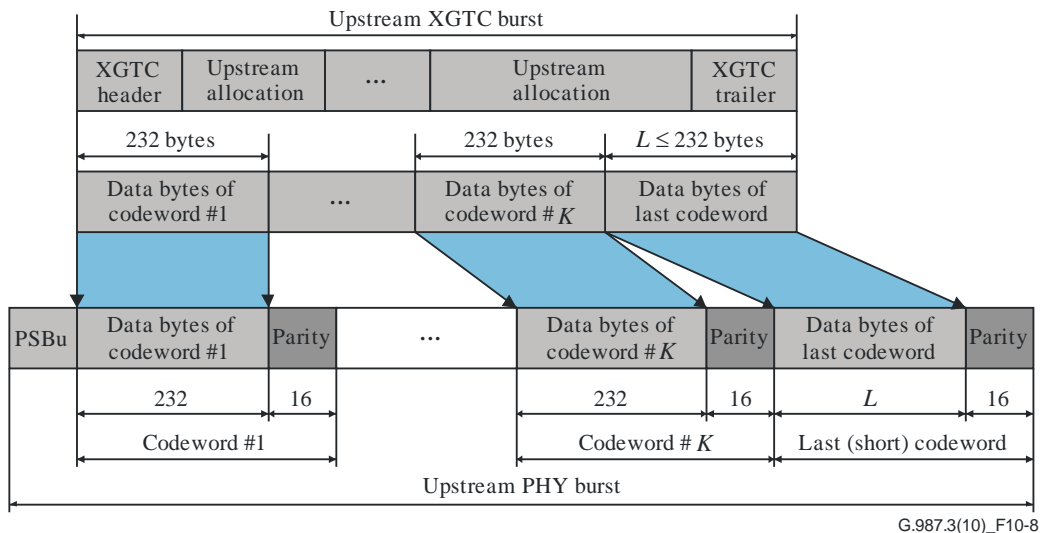 Upstream XGTC burst
XGTC header
Upstream allocation
...
Upstream allocation
XGTC trailer
232 bytes
232 bytes
L ≤ 232 bytes
Data bytes of codeword #1
...
Data bytes of codeword # K
Data bytes of last codeword
PSBu
Data bytes of codeword #1
Parity
...
Data bytes of codeword # K
Parity
Data bytes of last codeword
Parity
232
16
232
16
L
16
Codeword #1
Codeword # K
Last (short) codeword
Upstream PHY burst
G.987.3(10)_F10-8